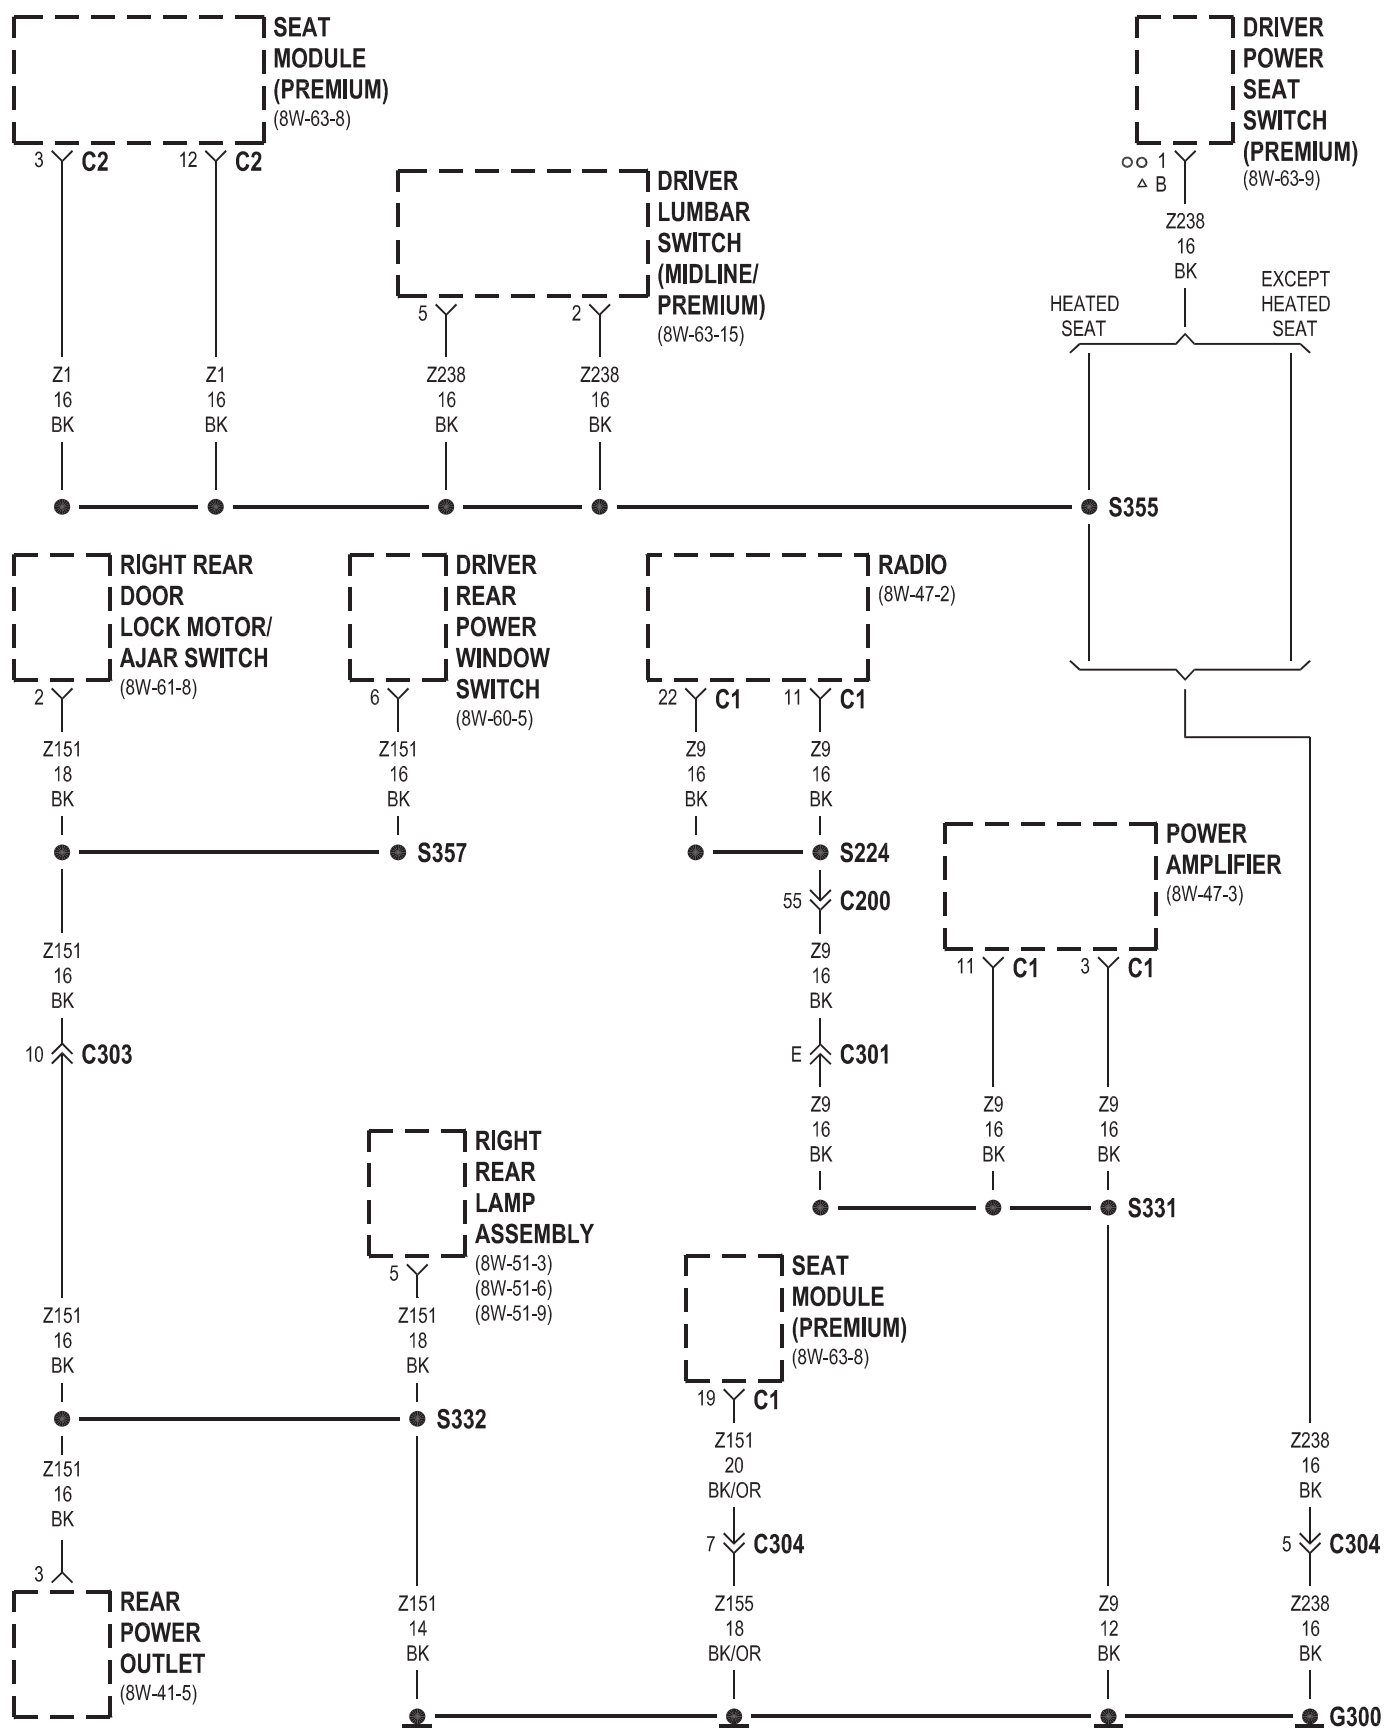 SEAT
MODULE
(PREMIUM)
(8W-63-8)
3 C2
12 C2
DRIVER
POWER
SEAT
SWITCH
(PREMIUM)
(8W-63-9)
1
B
DRIVER
LUMBAR
SWITCH
(MIDLINE/
PREMIUM)
(8W-63-15)
5
2
Z238
16
BK
HEATED
SEAT
EXCEPT
HEATED
SEAT
Z1
16
BK
Z1
16
BK
Z238
16
BK
Z238
16
BK
S355
RIGHT REAR
DOOR
LOCK MOTOR/
AJAR SWITCH
(8W-61-8)
2
DRIVER
REAR
POWER
WINDOW
SWITCH
(8W-60-5)
6
RADIO
(8W-47-2)
22 C1
11 C1
Z151
18
BK
Z151
16
BK
Z9
16
BK
Z9
16
BK
S357
S224
55 C200
POWER
AMPLIFIER
(8W-47-3)
11 C1
3 C1
Z151
16
BK
Z9
16
BK
10 C303
E C301
Z9
16
BK
Z9
16
BK
Z9
16
BK
S331
RIGHT
REAR
LAMP
ASSEMBLY
(8W-51-3)
(8W-51-6)
(8W-51-9)
5
SEAT
MODULE
(PREMIUM)
(8W-63-8)
19 C1
Z151
16
BK
Z151
18
BK
S332
Z151
16
BK
Z151
20
BK/OR
Z238
16
BK
7 C304
5 C304
3
REAR
POWER
OUTLET
(8W-41-5)
Z151
14
BK
Z155
18
BK/OR
Z9
12
BK
Z238
16
BK
G300